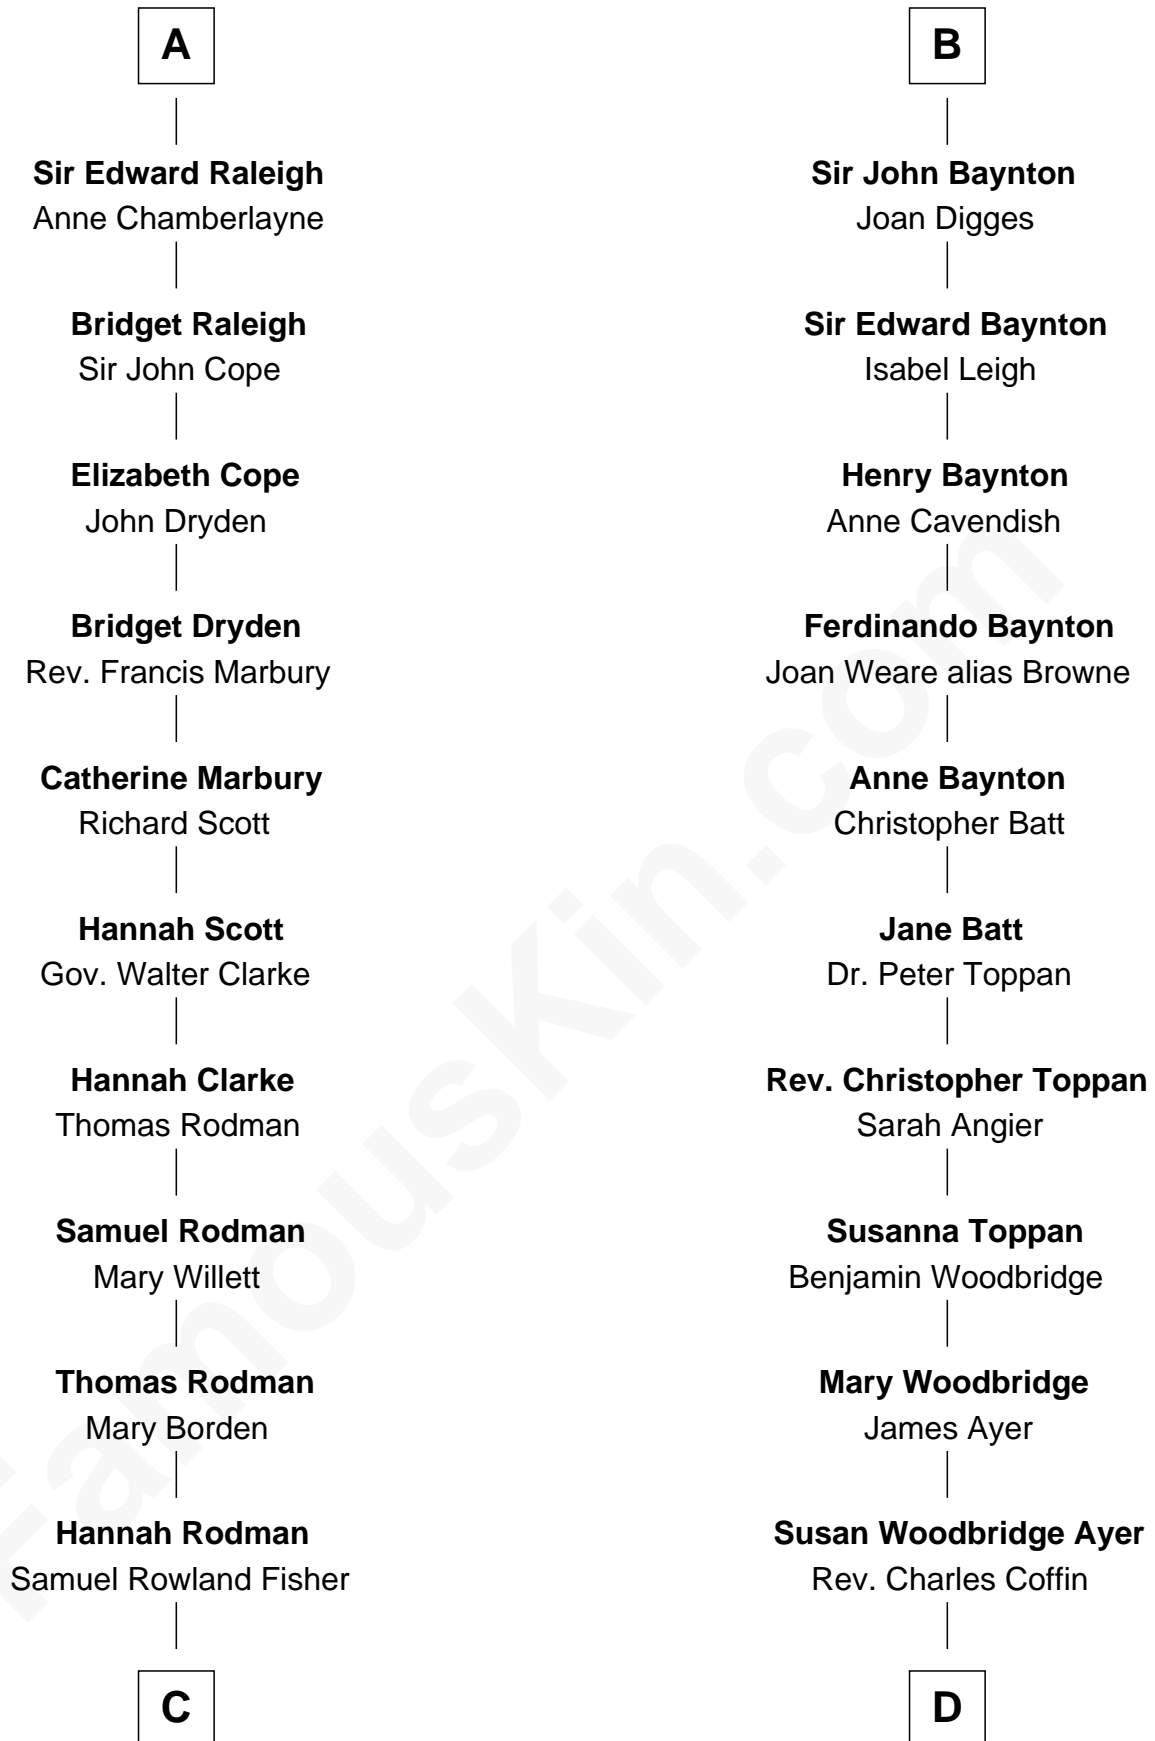 A
Sir Edward Raleigh
Anne Chamberlayne
Bridget Raleigh
Sir John Cope
Elizabeth Cope
John Dryden
Bridget Dryden
Rev. Francis Marbury
Catherine Marbury
Richard Scott
Hannah Scott
Gov. Walter Clarke
Hannah Clarke
Thomas Rodman
Samuel Rodman
Mary Willett
Thomas Rodman
Mary Borden
Hannah Rodman
Samuel Rowland Fisher
C
B
Sir John Baynton
Joan Digges
Sir Edward Baynton
Isabel Leigh
Henry Baynton
Anne Cavendish
Ferdinando Baynton
Joan Weare alias Browne
Anne Baynton
Christopher Batt
Jane Batt
Dr. Peter Toppan
Rev. Christopher Toppan
Sarah Angier
Susanna Toppan
Benjamin Woodbridge
Mary Woodbridge
James Ayer
Susan Woodbridge Ayer
Rev. Charles Coffin
D
FamousKin.com